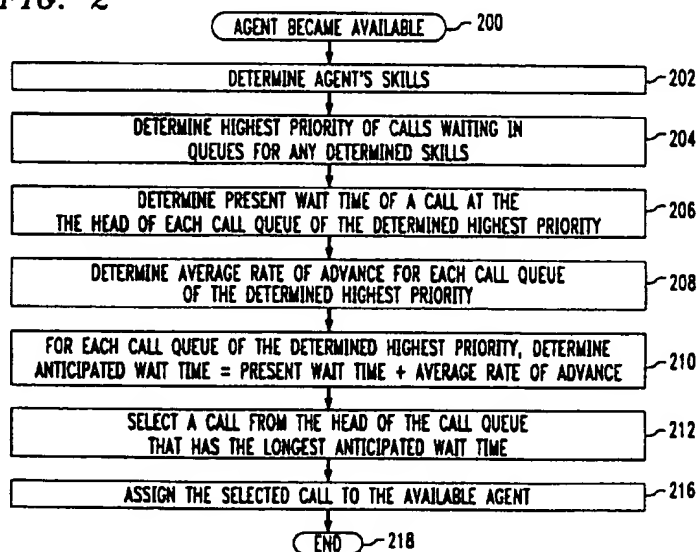 FIG. 2
AGENT BECAME AVAILABLE 200
DETERMINE AGENT'S SKILLS 202
DETERMINE HIGHEST PRIORITY OF CALLS WAITING IN
QUEUES FOR ANY DETERMINED SKILLS 204
DETERMINE PRESENT WAIT TIME OF A CALL AT THE
THE HEAD OF EACH CALL QUEUE OF THE DETERMINED HIGHEST PRIORITY 206
DETERMINE AVERAGE RATE OF ADVANCE FOR EACH CALL QUEUE
OF THE DETERMINED HIGHEST PRIORITY 208
FOR EACH CALL QUEUE OF THE DETERMINED HIGHEST PRIORITY, DETERMINE
ANTICIPATED WAIT TIME = PRESENT WAIT TIME + AVERAGE RATE OF ADVANCE 210
SELECT A CALL FROM THE HEAD OF THE CALL QUEUE
THAT HAS THE LONGEST ANTICIPATED WAIT TIME 212
ASSIGN THE SELECTED CALL TO THE AVAILABLE AGENT 216
END 218